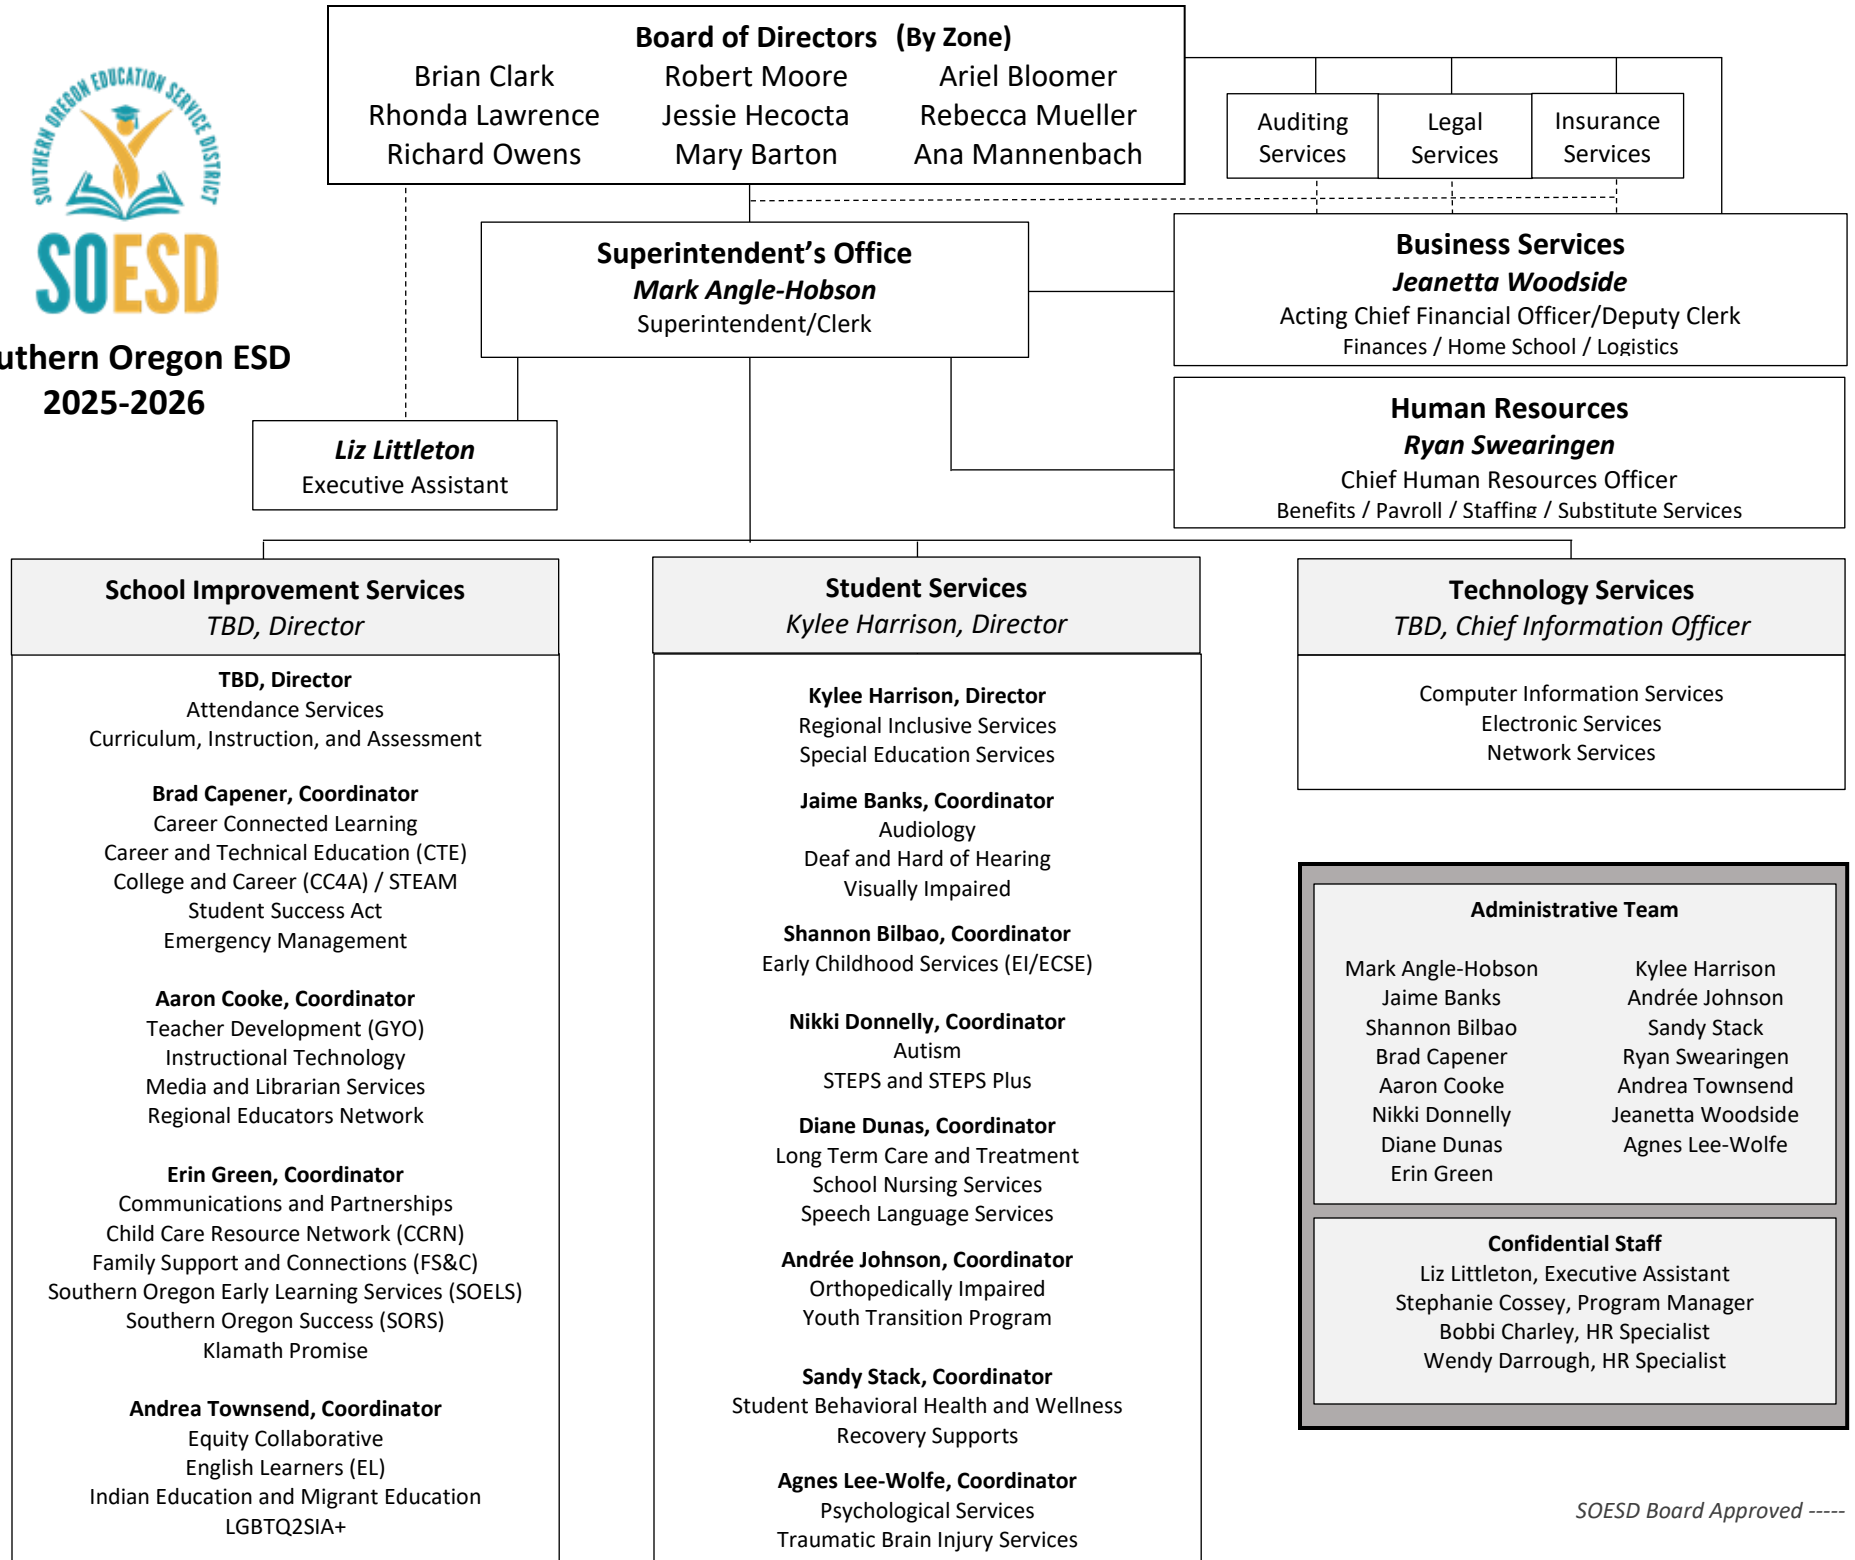 Board of Directors (By Zone)
Brian Clark Robert Moore Ariel Bloomer
Rhonda Lawrence Jessie Hecocta Rebecca Mueller
Richard Owens Mary Barton Ana Mannenbach
SOUTHERN OREGON EDUCATION SERVICE DISTRICT
SOESD
uthern Oregon ESD
2025-2026
Auditing
Services
Legal
Services
Insurance
Services
Superintendent’s Office
Mark Angle-Hobson
Superintendent/Clerk
Business Services
Jeanetta Woodside
Acting Chief Financial Officer/Deputy Clerk
Finances / Home School / Logistics
Human Resources
Ryan Swearingen
Chief Human Resources Officer
Benefits / Payroll / Staffing / Substitute Services
Liz Littleton
Executive Assistant
School Improvement Services
TBD, Director
TBD, Director
Attendance Services
Curriculum, Instruction, and Assessment
Brad Capener, Coordinator
Career Connected Learning
Career and Technical Education (CTE)
College and Career (CC4A) / STEAM
Student Success Act
Emergency Management
Aaron Cooke, Coordinator
Teacher Development (GYO)
Instructional Technology
Media and Librarian Services
Regional Educators Network
Erin Green, Coordinator
Communications and Partnerships
Child Care Resource Network (CCRN)
Family Support and Connections (FS&C)
Southern Oregon Early Learning Services (SOELS)
Southern Oregon Success (SORS)
Klamath Promise
Andrea Townsend, Coordinator
Equity Collaborative
English Learners (EL)
Indian Education and Migrant Education
LGBTQ2SIA+
Student Services
Kylee Harrison, Director
Kylee Harrison, Director
Regional Inclusive Services
Special Education Services
Jaime Banks, Coordinator
Audiology
Deaf and Hard of Hearing
Visually Impaired
Shannon Bilbao, Coordinator
Early Childhood Services (EI/ECSE)
Nikki Donnelly, Coordinator
Autism
STEPS and STEPS Plus
Diane Dunas, Coordinator
Long Term Care and Treatment
School Nursing Services
Speech Language Services
Andrée Johnson, Coordinator
Orthopedically Impaired
Youth Transition Program
Sandy Stack, Coordinator
Student Behavioral Health and Wellness
Recovery Supports
Agnes Lee-Wolfe, Coordinator
Psychological Services
Traumatic Brain Injury Services
Technology Services
TBD, Chief Information Officer
Computer Information Services
Electronic Services
Network Services
Administrative Team
Mark Angle-Hobson Kylee Harrison
Jaime Banks Andrée Johnson
Shannon Bilbao Sandy Stack
Brad Capener Ryan Swearingen
Aaron Cooke Andrea Townsend
Nikki Donnelly Jeanetta Woodside
Diane Dunas Agnes Lee-Wolfe
Erin Green
Confidential Staff
Liz Littleton, Executive Assistant
Stephanie Cossey, Program Manager
Bobbi Charley, HR Specialist
Wendy Darrough, HR Specialist
SOESD Board Approved -----